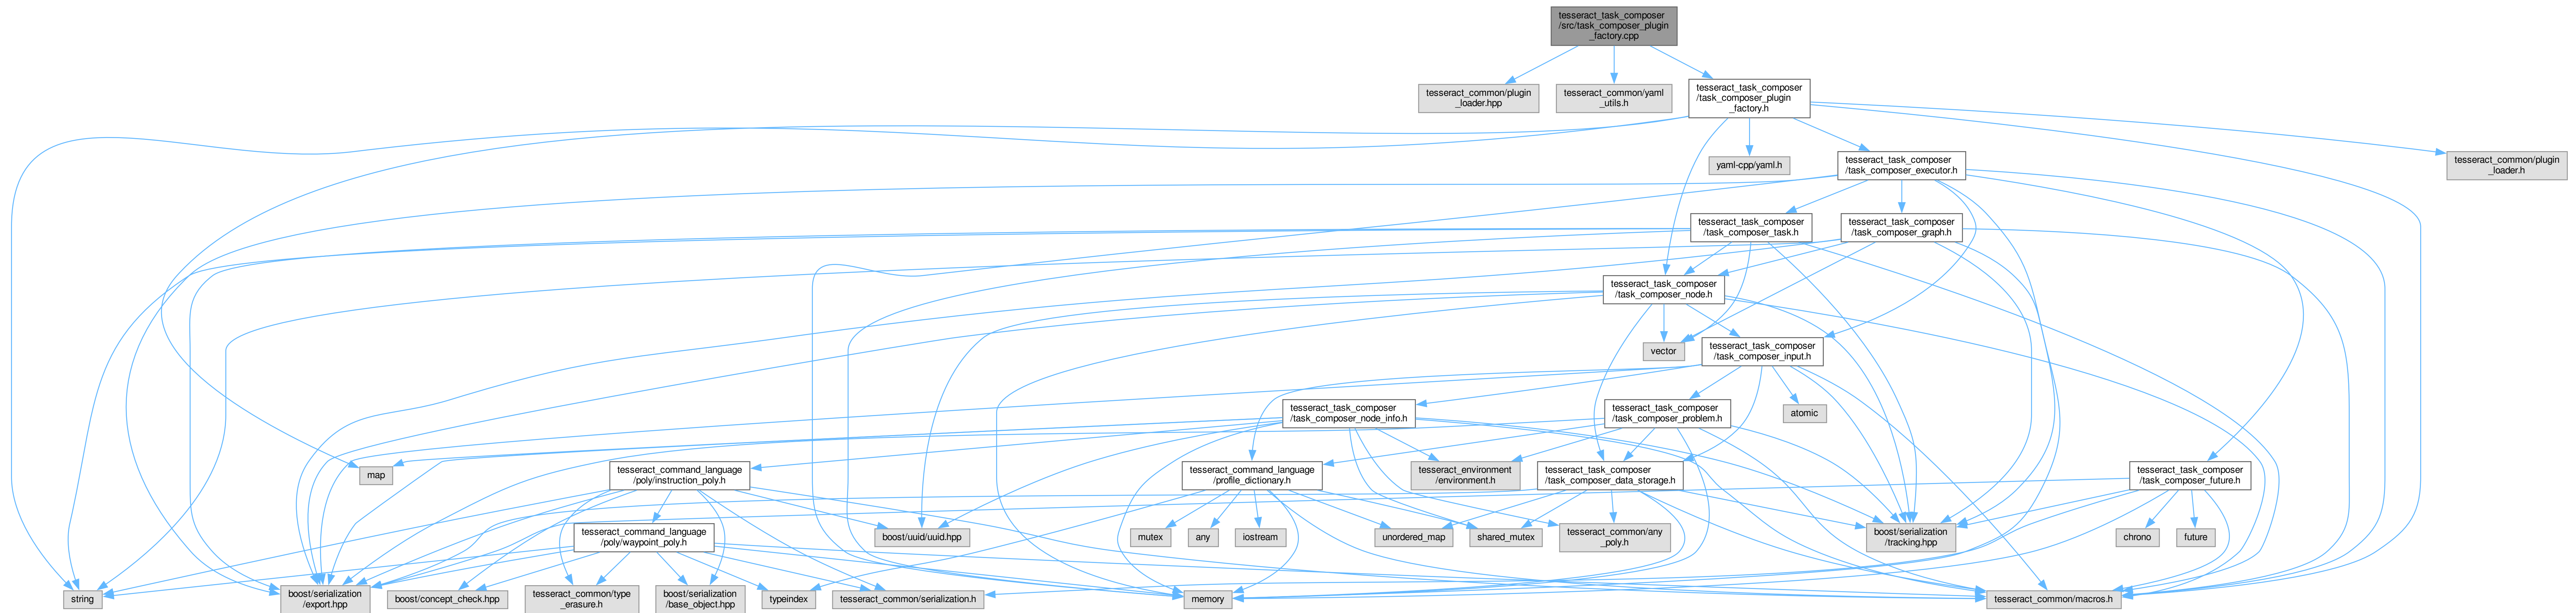 tesseract_task_composer
/src/task_composer_plugin
_factory.cpp
tesseract_common/plugin
_loader.hpp
tesseract_common/yaml
_utils.h
tesseract_task_composer
/task_composer_plugin
_factory.h
yaml-cpp/yaml.h
tesseract_task_composer
/task_composer_executor.h
tesseract_common/plugin
_loader.h
tesseract_task_composer
/task_composer_task.h
tesseract_task_composer
/task_composer_graph.h
tesseract_task_composer
/task_composer_node.h
vector
tesseract_task_composer
/task_composer_input.h
tesseract_task_composer
/task_composer_node_info.h
tesseract_task_composer
/task_composer_problem.h
atomic
map
tesseract_command_language
/poly/instruction_poly.h
tesseract_command_language
/profile_dictionary.h
tesseract_environment
/environment.h
tesseract_task_composer
/task_composer_data_storage.h
tesseract_task_composer
/task_composer_future.h
tesseract_command_language
/poly/waypoint_poly.h
boost/uuid/uuid.hpp
mutex
any
iostream
unordered_map
shared_mutex
tesseract_common/any
_poly.h
boost/serialization
/tracking.hpp
chrono
future
string
boost/serialization
/export.hpp
boost/concept_check.hpp
tesseract_common/type
_erasure.h
boost/serialization
/base_object.hpp
typeindex
tesseract_common/serialization.h
memory
tesseract_common/macros.h